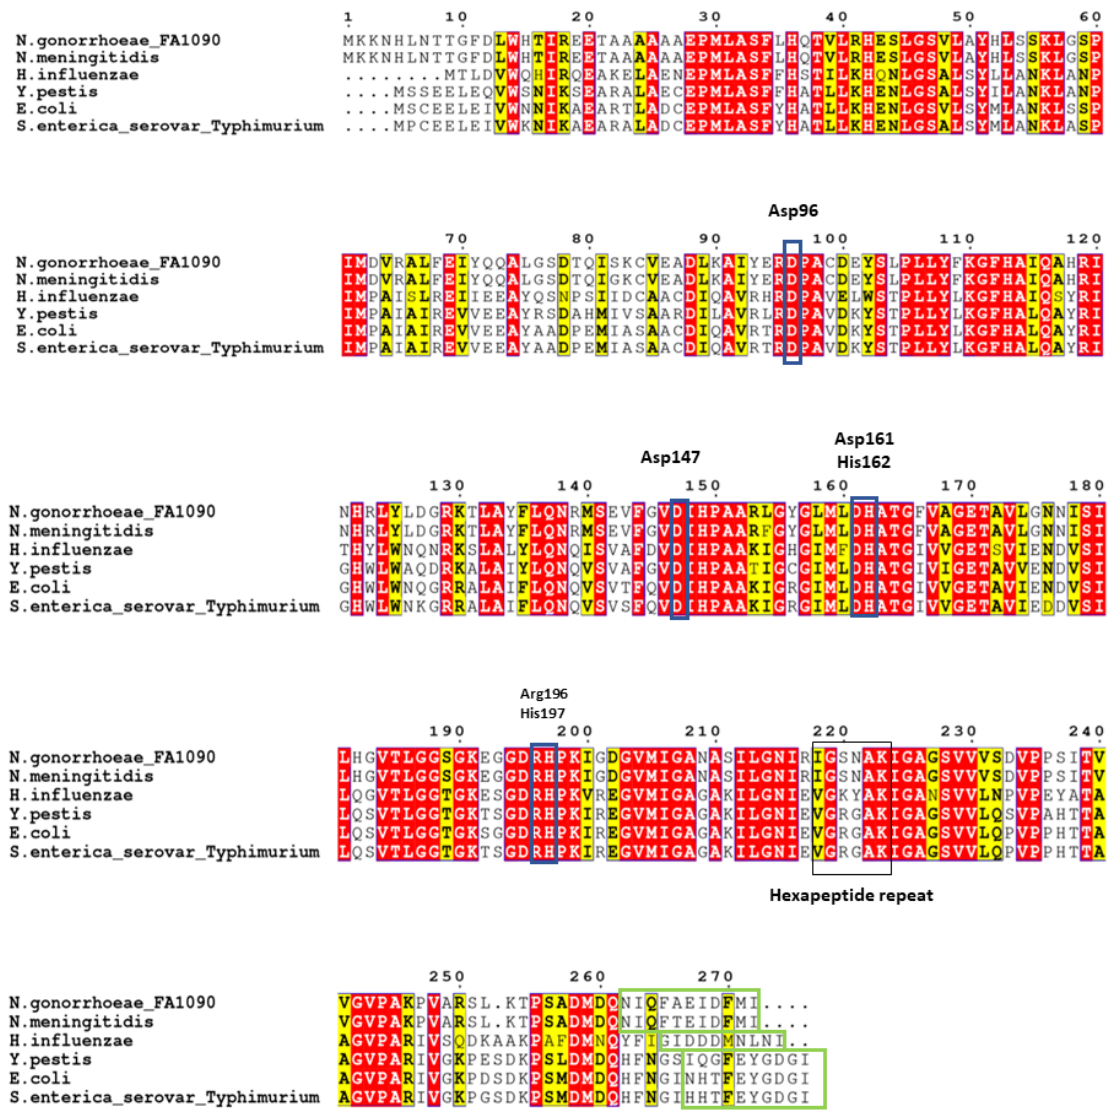 1 10 20 30 40 50 60
N.gonorrhoeae_FA1090 MKKNHLNTTGFDLWHTIREETAAAAAAEPMLASFLHQTVLRHESLGSVLAYHLSSKLGSP
N.meningitidis MKKNHLNTTGFDLWHTIREETAAAAAAEPMLASFLHQTVLRHESLGSVLAYHLSSKLGSP
H.influenzae ........MTLDVWQHIRQEAKELAENEPMLASFFHSTILKHQNLGSALSYLLANKLANP
Y.pestis ....MSSEELEQVWSNIKSEARALAECEPMLASFFHATLLKHENLGSALSYILANKLANP
E.coli ....MSCEELEIVWNNIKAEARTLADCEPMLASFYHATLLKHENLGSALSYMLANKLSSP
S.enterica_serovar_Typhimurium ....MPCEELEIVWKNIKAEARALADCEPMLASFYHATLLKHENLGSALSYMLANKLASP
Asp96
70 80 90 100 110 120
N.gonorrhoeae_FA1090 IMDVRALFEIYQQALGSDTQISKCVEADLKAIYERDPACDEYSLPLLYFKGFHAIQAHRI
N.meningitidis IMDVRALFEIYQQALGSDTQIGKCVEADLKAIYERDPACDEYSLPLLYFKGFHAIQAHRI
H.influenzae IMPAISLREIIEEAYQSNPSIIDCAACDIQAVRHRDPAVELWSTPLLYLKGFHAIQSYRI
Y.pestis IMPAIAIREVVEEAYRSDAHMIVSAARDILAVRLRDPAVDKYSTPLLYLKGFHALQAYRI
E.coli IMPAIAIREVVEEAYAADPEMIASAACDIQAVRTRDPAVDKYSTPLLYLKGFHALQAYRI
S.enterica_serovar_Typhimurium IMPAIAIREVVEEAYAADPEMIASAACDIQAVRTRDPAVDKYSTPLLYLKGFHALQAYRI
Asp147
Asp161
His162
130 140 150 160 170 180
N.gonorrhoeae_FA1090 NHRLYLDGRKTLAYFLQNRMSEVFGVDIHPAARLGYGLMLDHATGFVAGETAVLGNNISI
N.meningitidis NHRLYLDGRKTLAYFLQNRMSEVFGVDIHPAARFGYGLMLDHATGFVAGETAVLGNNISI
H.influenzae THYLWNQNRKSLALYLQNQISVAFDVDIHPAAKIGHGIMFDHATGIVVGETSVIENDVSI
Y.pestis GHWLWAQDRKALAIYLQNQVSVAFGVDIHPAATIGCGIMLDHATGIVIGETAVVENDVSI
E.coli GHWLWNQGRRALAIFLQNQVSVTFQVDIHPAAKIGRGIMLDHATGIVVGETAVIENDVSI
S.enterica_serovar_Typhimurium GHWLWNKGRRALAIFLQNQVSVSFQVDIHPAAKIGRGIMLDHATGIVVGETAVIEDDVSI
Arg196
His197
190 200 210 220 230 240
N.gonorrhoeae_FA1090 LHGVTLGGSGKEGGDRHPKIGDGVMIGANASILGNIRIGSNAKIGAGSVVVSDVPPSITV
N.meningitidis LHGVTLGGSGKEGGDRHPKIGDGVMIGANASILGNIRIGSNAKIGAGSVVVSDVPPSITV
H.influenzae LQGVTLGGTGKESGDRHPKVREGVMIGAGAKILGNIEVGKYAKIGANSVVLNPVPEYATA
Y.pestis LQSVTLGGTGKTSGDRHPKIREGVMIGAGAKILGNIEVGRGAKIGAGSVVLQSVPAHTTA
E.coli LQSVTLGGTGKSGGDRHPKIREGVMIGAGAKILGNIEVGRGAKIGAGSVVLQPVPPHTTA
S.enterica_serovar_Typhimurium LQSVTLGGTGKTSGDRHPKIREGVMIGAGAKILGNIEVGRGAKIGAGSVVLQPVPPHTTA
Hexapeptide repeat
250 260 270
N.gonorrhoeae_FA1090 VGVPAKPVARSL.KTPSADMDQNIQFAEIDFMI....
N.meningitidis VGVPAKPVARSL.KTPSADMDQNIQFTEIDFMI....
H.influenzae AGVPARIVSQDKAAKPAFDMNQYFIGIDDDMNLNI..
Y.pestis AGVPARIVGKPESDKPSLDMDQHFNGSIQGFEYGDGI
E.coli AGVPARIVGKPDSDKPSMDMDQHFNGINHTFEYGDGI
S.enterica_serovar_Typhimurium AGVPARIVGKPGSDKPSMDMDQHFNGIHHTFEYGDGI